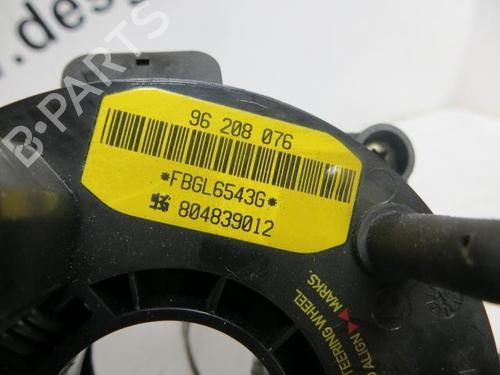 www.des
B-PARTS
96 208 076
*FBGL6543G*
804839012
STEERING WHEEL
O ALIGN ▶◀ MARKS.